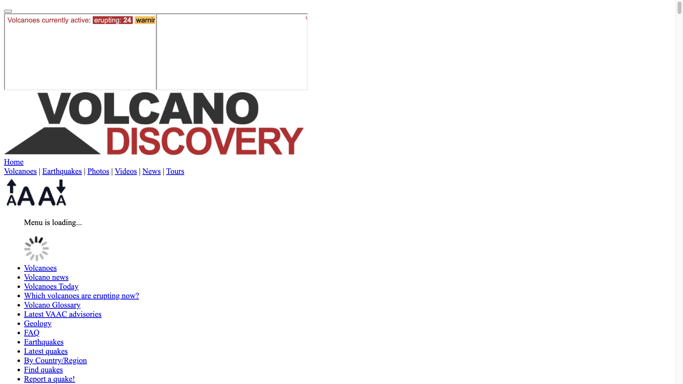 Volcanoes currently active: erupting: 24 warnin
VOLCANO
DISCOVERY
Home
Volcanoes | Earthquakes | Photos | Videos | News | Tours
AAAA
Menu is loading...
Volcanoes
Volcano news
Volcanoes Today
Which volcanoes are erupting now?
Volcano Glossary
Latest VAAC advisories
Geology
FAQ
Earthquakes
Latest quakes
By Country/Region
Find quakes
Report a quake!